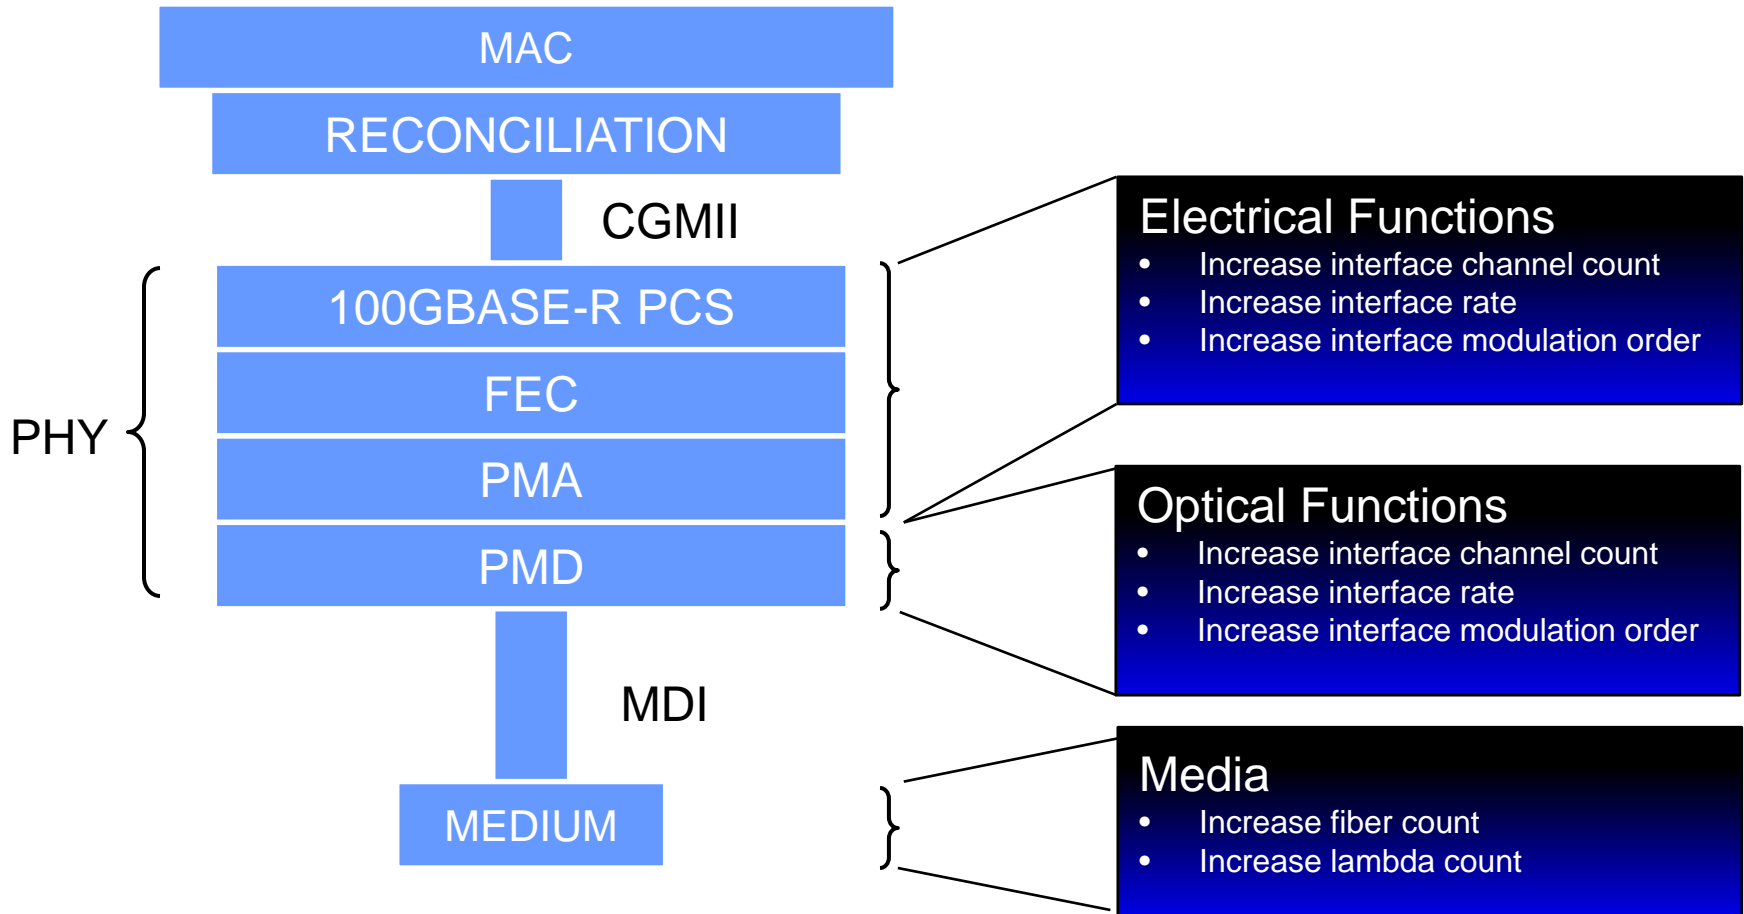 MAC
RECONCILIATION
CGMII
100GBASE-R PCS
FEC
PHY
PMA
PMD
MDI
MEDIUM
Electrical Functions
• Increase interface channel count
• Increase interface rate
• Increase interface modulation order
Optical Functions
• Increase interface channel count
• Increase interface rate
• Increase interface modulation order
Media
• Increase fiber count
• Increase lambda count